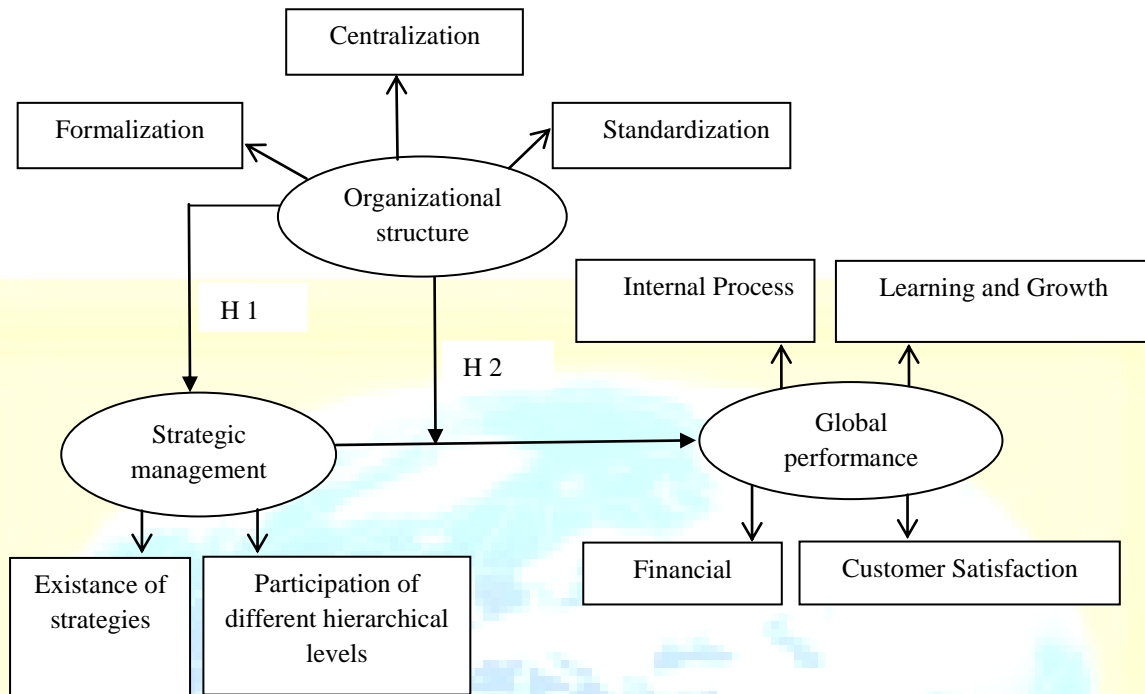 Centralization
Formalization
Standardization
Organizational
structure
Internal Process
Learning and Growth
H 1
H 2
Strategic
management
Global
performance
Existance of
strategies
Participation of
different hierarchical
levels
Financial
Customer Satisfaction